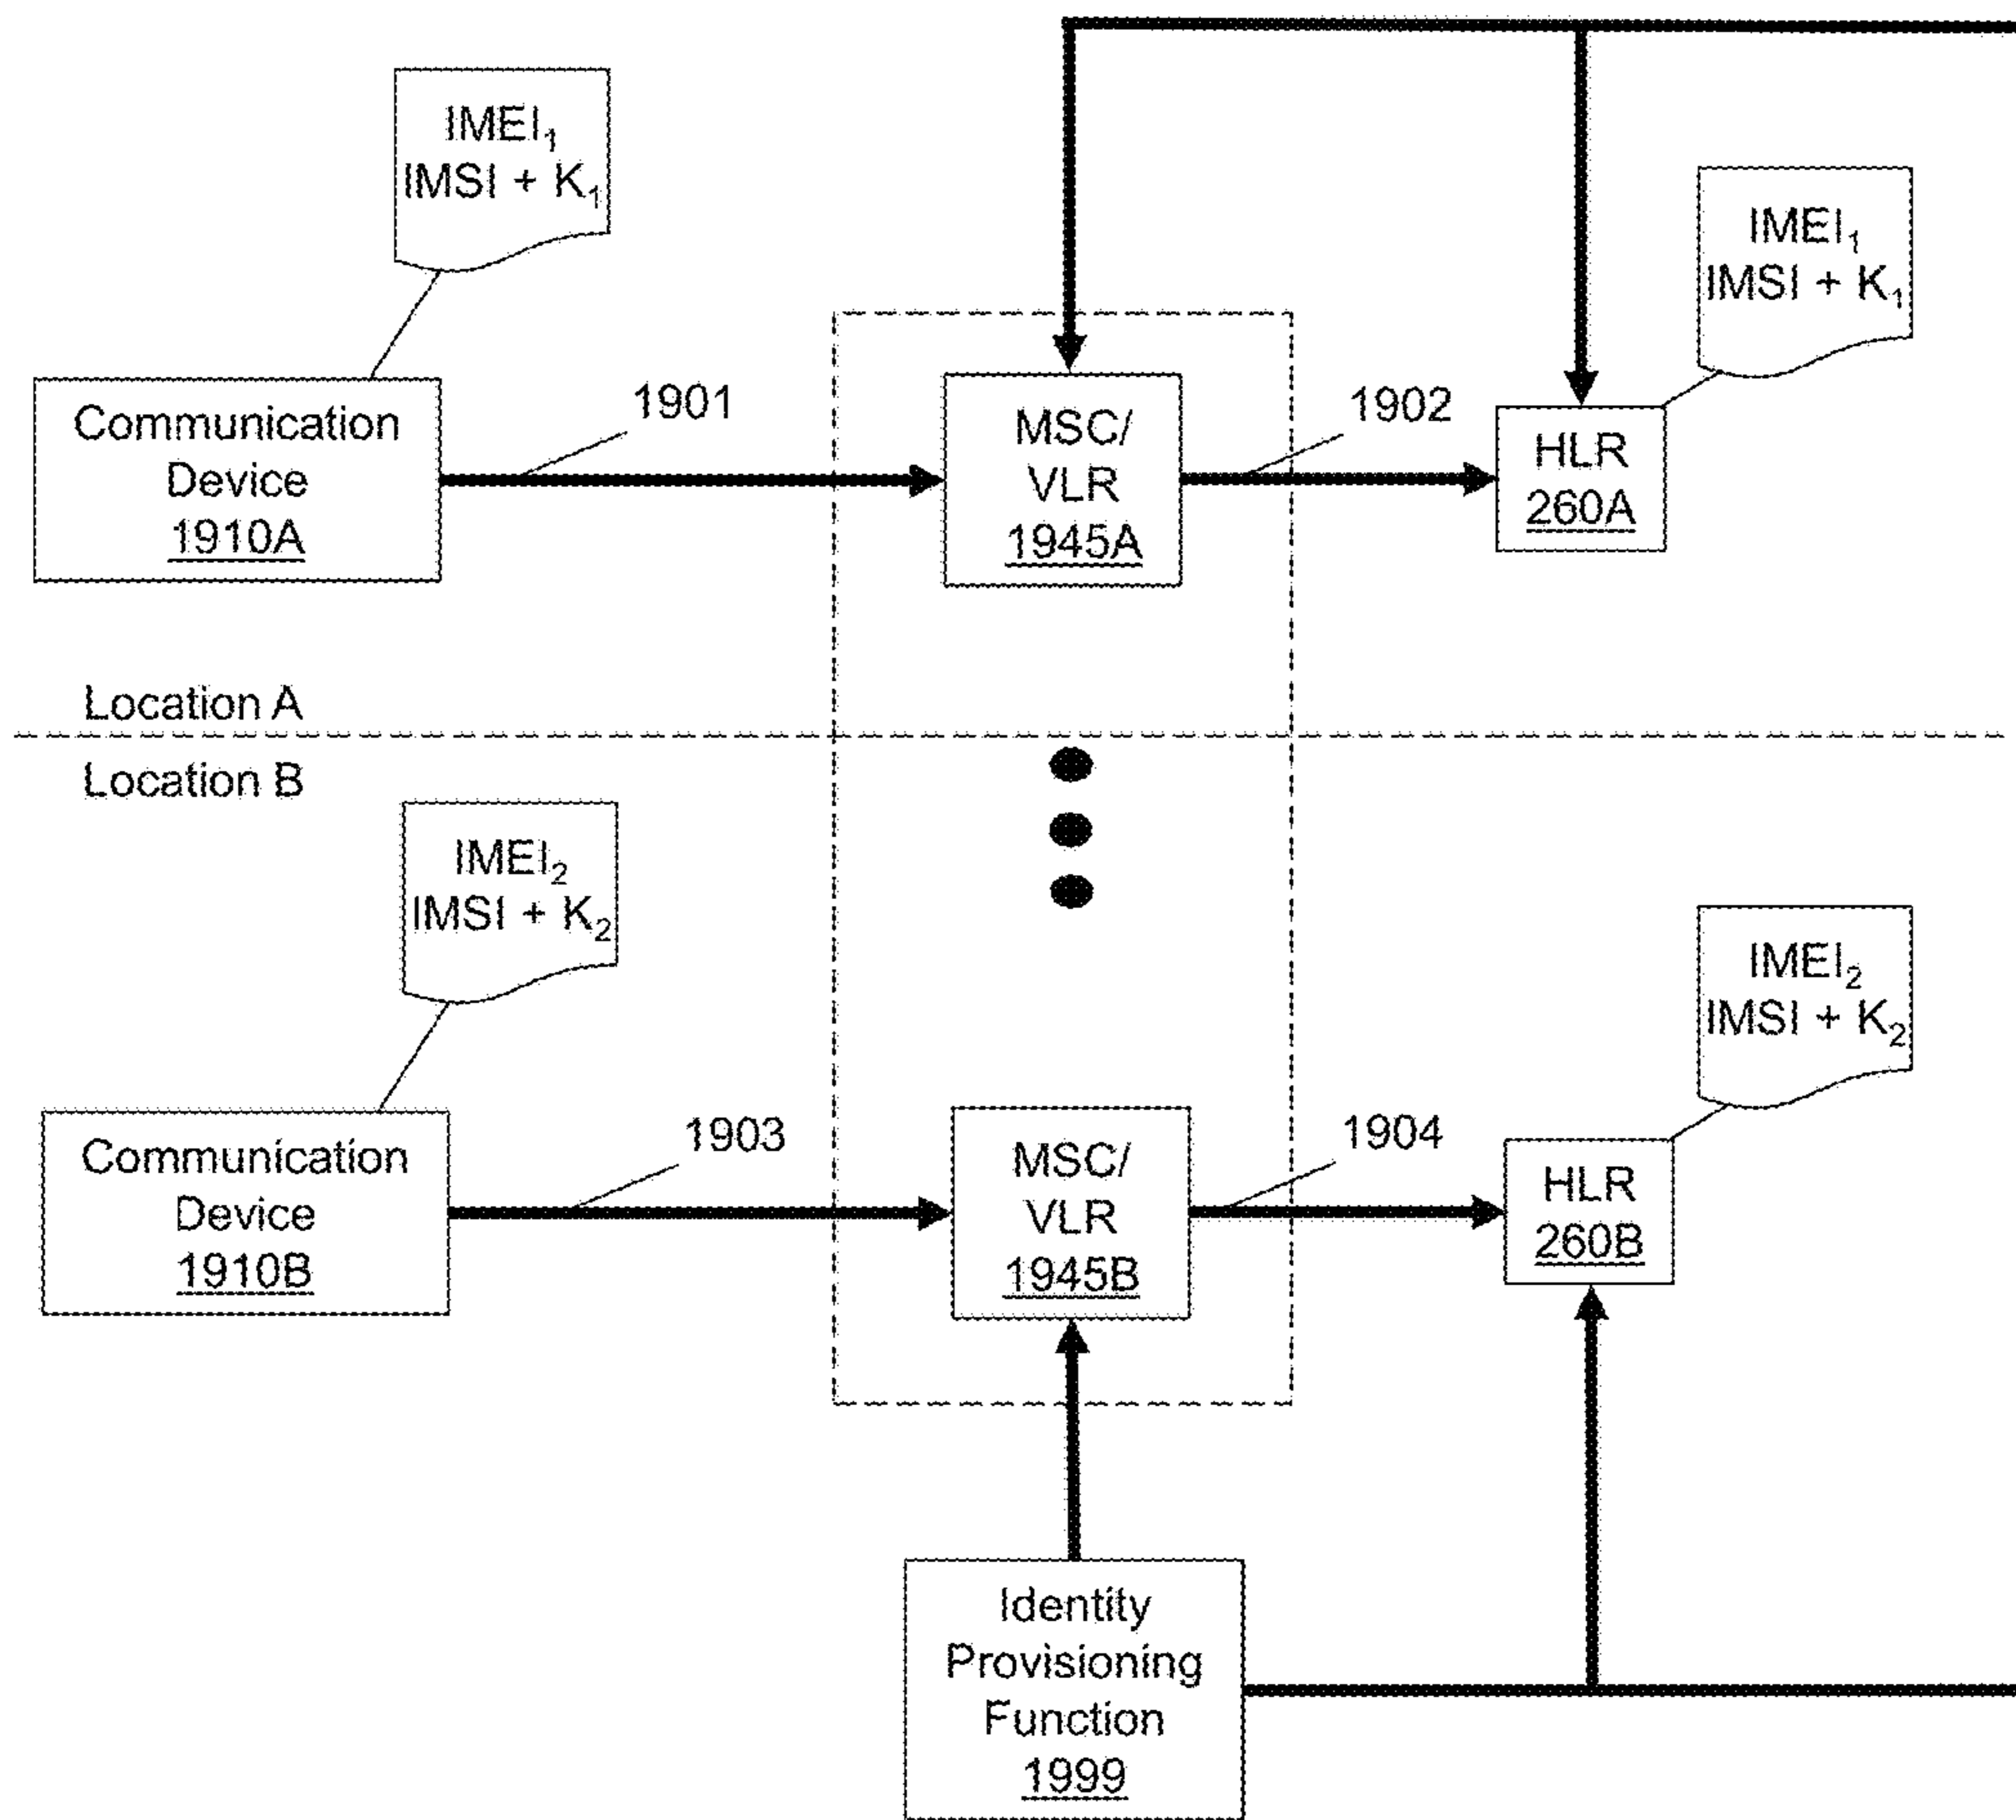 IMEI₁
IMSI + K₁
IMEI₁
IMSI + K₁
Communication
Device
1910A
1901
MSC/
VLR
1945A
1902
HLR
260A
Location A
Location B
IMEI₂
IMSI + K₂
IMEI₂
IMSI + K₂
Communication
Device
1910B
1903
MSC/
VLR
1945B
1904
HLR
260B
Identity
Provisioning
Function
1999